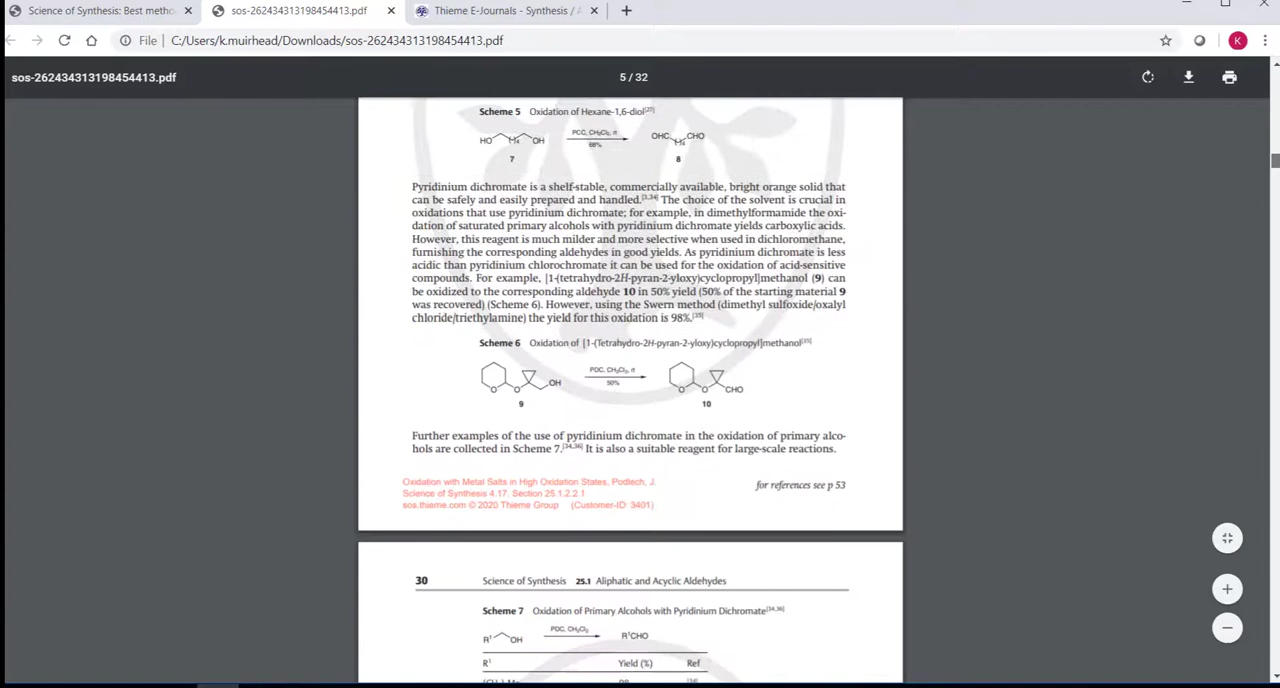 Science of Synthesis: Best metho
sos-262434313198454413.pdf
Thieme E-Journals - Synthesis / A
File
C:/Users/k.muirhead/Downloads/sos-262434313198454413.pdf
K
sos-262434313198454413.pdf
5 / 32
Scheme 5 Oxidation of Hexane-1,6-diol[27]
HO OH
PCC, CH2Cl2, rt
68%
OHC CHO
7
8
Pyridinium dichromate is a shelf-stable, commercially available, bright orange solid that
can be safely and easily prepared and handled.[3,34] The choice of the solvent is crucial in
oxidations that use pyridinium dichromate; for example, in dimethylformamide the oxi-
dation of saturated primary alcohols with pyridinium dichromate yields carboxylic acids.
However, this reagent is much milder and more selective when used in dichloromethane,
furnishing the corresponding aldehydes in good yields. As pyridinium dichromate is less
acidic than pyridinium chlorochromate it can be used for the oxidation of acid-sensitive
compounds. For example, [1-(tetrahydro-2H-pyran-2-yloxy)cyclopropyl]methanol (9) can
be oxidized to the corresponding aldehyde 10 in 50% yield (50% of the starting material 9
was recovered) (Scheme 6). However, using the Swern method (dimethyl sulfoxide/oxalyl
chloride/triethylamine) the yield for this oxidation is 98%.[35]
Scheme 6 Oxidation of [1-(Tetrahydro-2H-pyran-2-yloxy)cyclopropyl]methanol[35]
O O OH
PDC, CH2Cl2, rt
50%
O O CHO
9
10
Further examples of the use of pyridinium dichromate in the oxidation of primary alco-
hols are collected in Scheme 7.[34,36] It is also a suitable reagent for large-scale reactions.
Oxidation with Metal Salts in High Oxidation States, Podlech, J.
Science of Synthesis 4.17. Section 25.1.2.2.1
sos.thieme.com © 2020 Thieme Group (Customer-ID: 3401)
for references see p 53
30 Science of Synthesis 25.1 Aliphatic and Acyclic Aldehydes
Scheme 7 Oxidation of Primary Alcohols with Pyridinium Dichromate[34,36]
R1 OH
PDC, CH2Cl2
R1CHO
R1 Yield (%) Ref